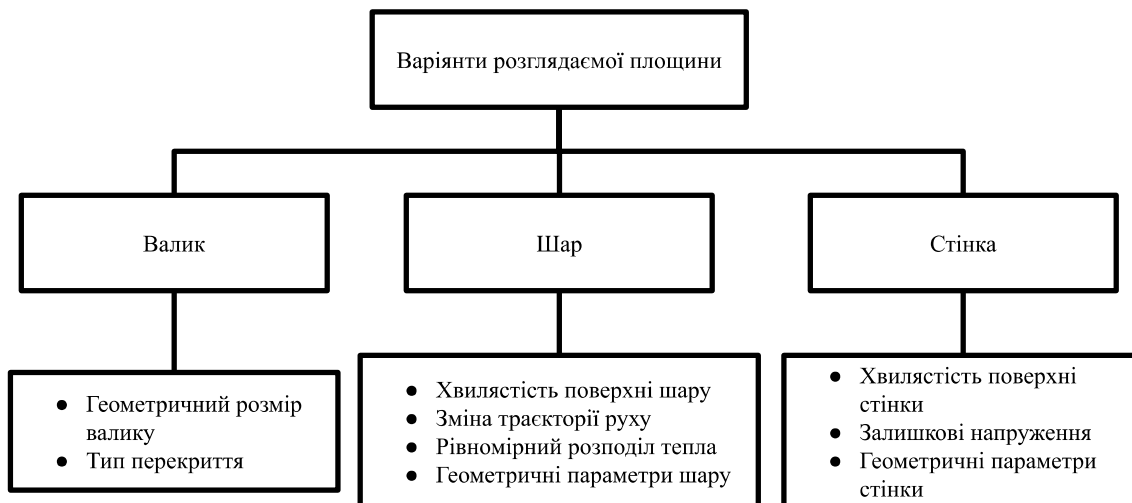 Варіянти розглядаємої площини
Валик
Шар
Стінка
● Геометричний розмір
валику
● Тип перекриття
● Хвилястість поверхні шару
● Зміна траєкторії руху
● Рівномірний розподіл тепла
● Геометричні параметри шару
● Хвилястість поверхні
стінки
● Залишкові напруження
● Геометричні параметри
стінки